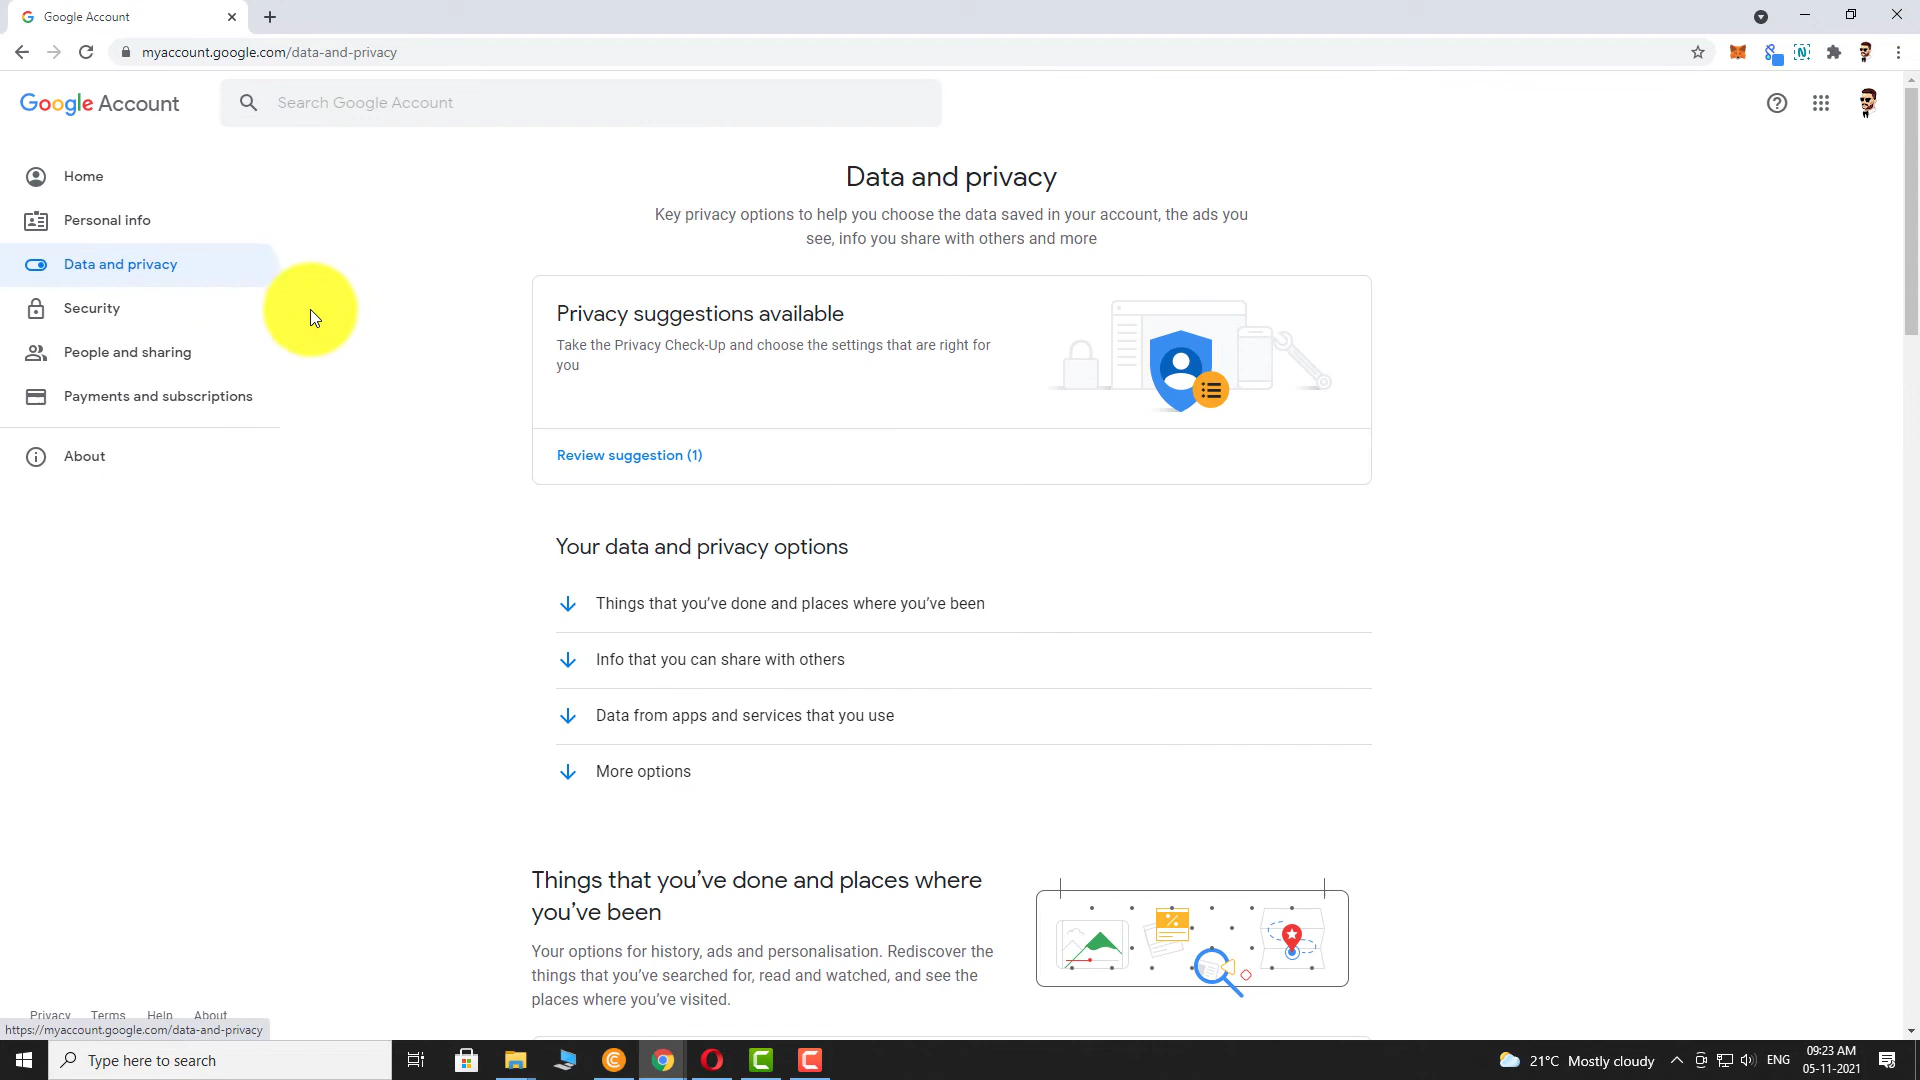 Google Account
myaccount.google.com/data-and-privacy
Google Account
Search Google Account
Home
Personal info
Data and privacy
Security
People and sharing
Payments and subscriptions
About
Data and privacy
Key privacy options to help you choose the data saved in your account, the ads you
see, info you share with others and more
Privacy suggestions available
Take the Privacy Check-Up and choose the settings that are right for
you
Review suggestion (1)
Your data and privacy options
Things that you’ve done and places where you’ve been
Info that you can share with others
Data from apps and services that you use
More options
Things that you’ve done and places where
you’ve been
Your options for history, ads and personalisation. Rediscover the
things that you’ve searched for, read and watched, and see the
places where you’ve visited.
Privacy Terms Help About
https://myaccount.google.com/data-and-privacy
Type here to search
21°C Mostly cloudy
ENG
09:23 AM
05-11-2021